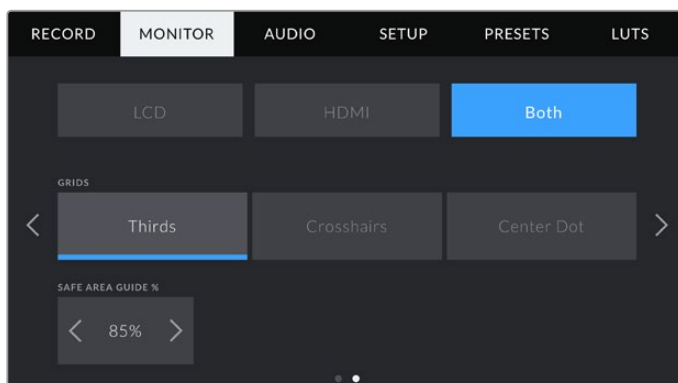 RECORD MONITOR AUDIO SETUP PRESETS LUTS
LCD HDMI Both
GRIDS
Thirds Crosshairs Center Dot
SAFE AREA GUIDE %
85%